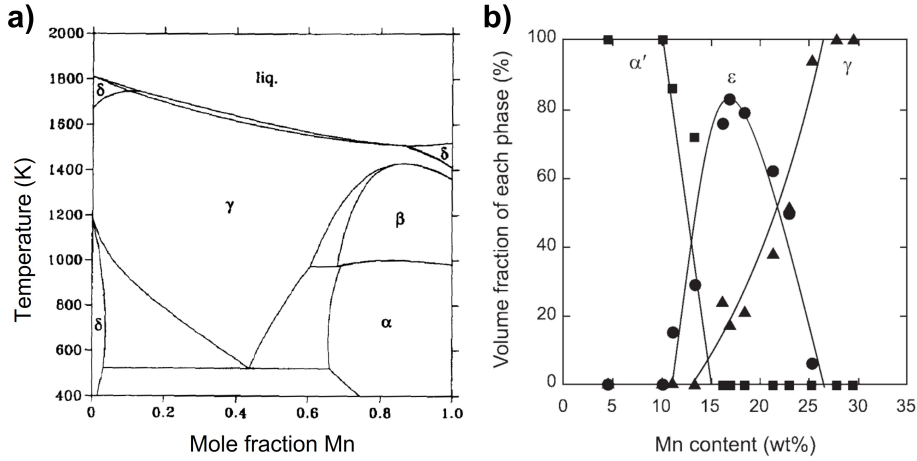 a)
2000
1800
1600
1400
1200
1000
800
600
400
Temperature (K)
liq.
δ
δ
γ
β
δ
α
0 0.2 0.4 0.6 0.8 1.0
Mole fraction Mn
b)
100
80
60
40
20
0
Volume fraction of each phase (%)
α′ ε γ
0 5 10 15 20 25 30 35
Mn content (wt%)